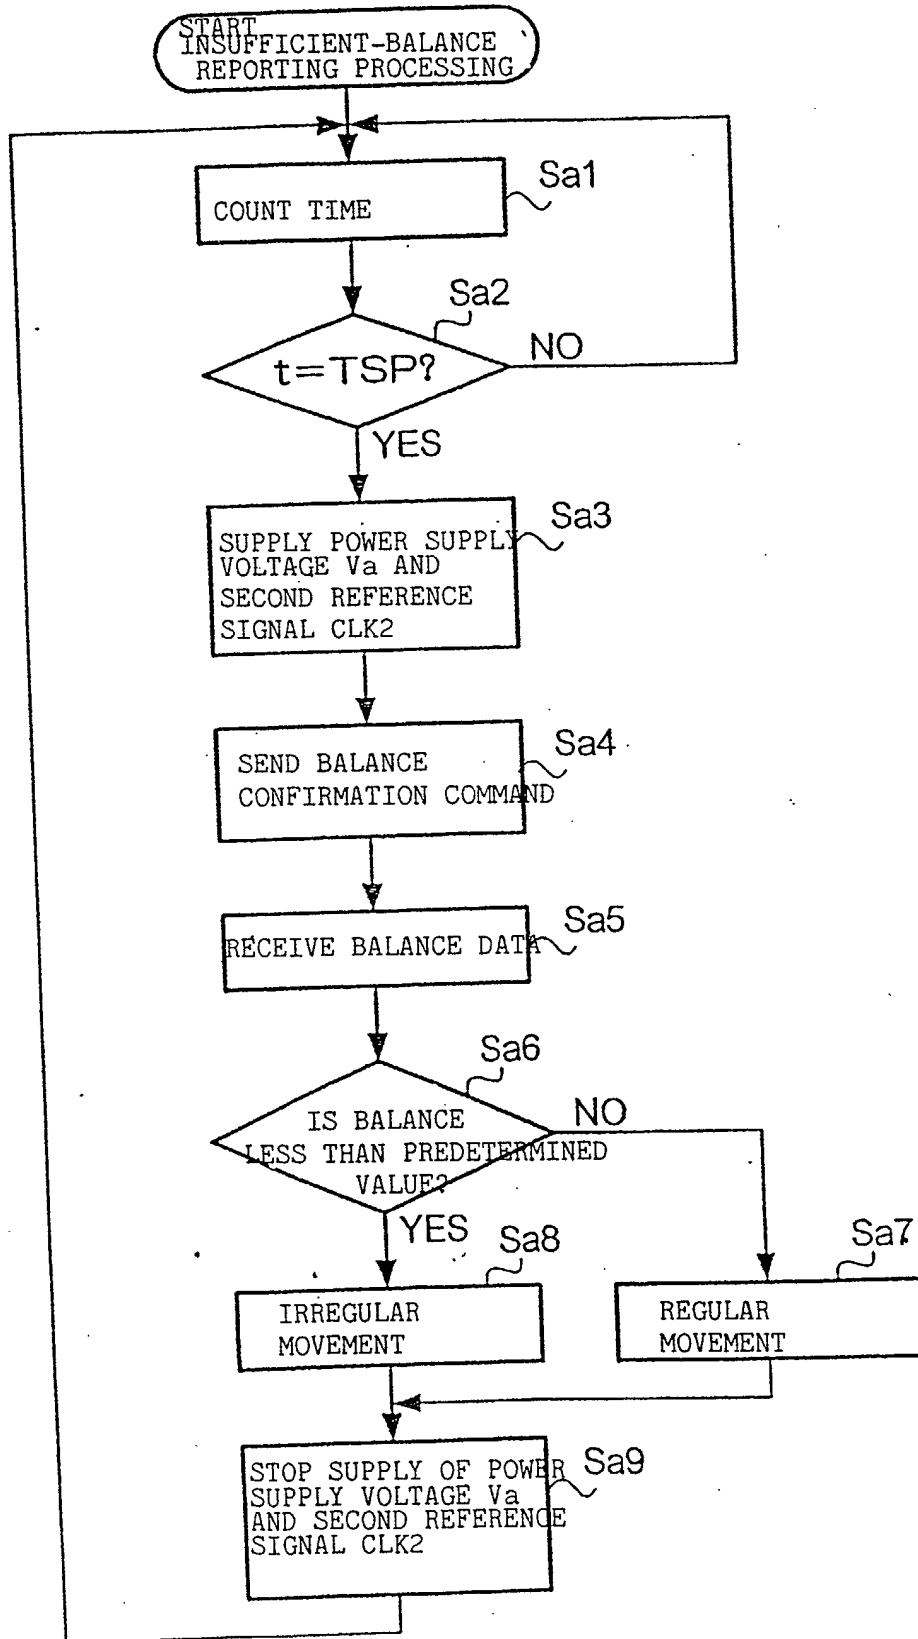 START
INSUFFICIENT-BALANCE
REPORTING PROCESSING
Sa1
COUNT TIME
Sa2
t=TSP?
NO
YES
Sa3
SUPPLY POWER SUPPLY
VOLTAGE Va AND
SECOND REFERENCE
SIGNAL CLK2
Sa4
SEND BALANCE
CONFIRMATION COMMAND
Sa5
RECEIVE BALANCE DATA
Sa6
IS BALANCE
LESS THAN PREDETERMINED
VALUE?
NO
YES
Sa8
IRREGULAR
MOVEMENT
Sa7
REGULAR
MOVEMENT
Sa9
STOP SUPPLY OF POWER
SUPPLY VOLTAGE Va
AND SECOND REFERENCE
SIGNAL CLK2